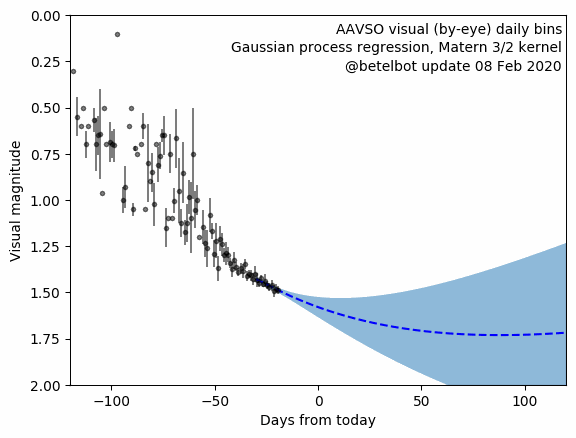 AAVSO visual (by-eye) daily bins
Gaussian process regression, Matern 3/2 kernel
@betelbot update 08 Feb 2020
Visual magnitude
0.00
0.25
0.50
0.75
1.00
1.25
1.50
1.75
2.00
−100 −50 0 50 100
Days from today